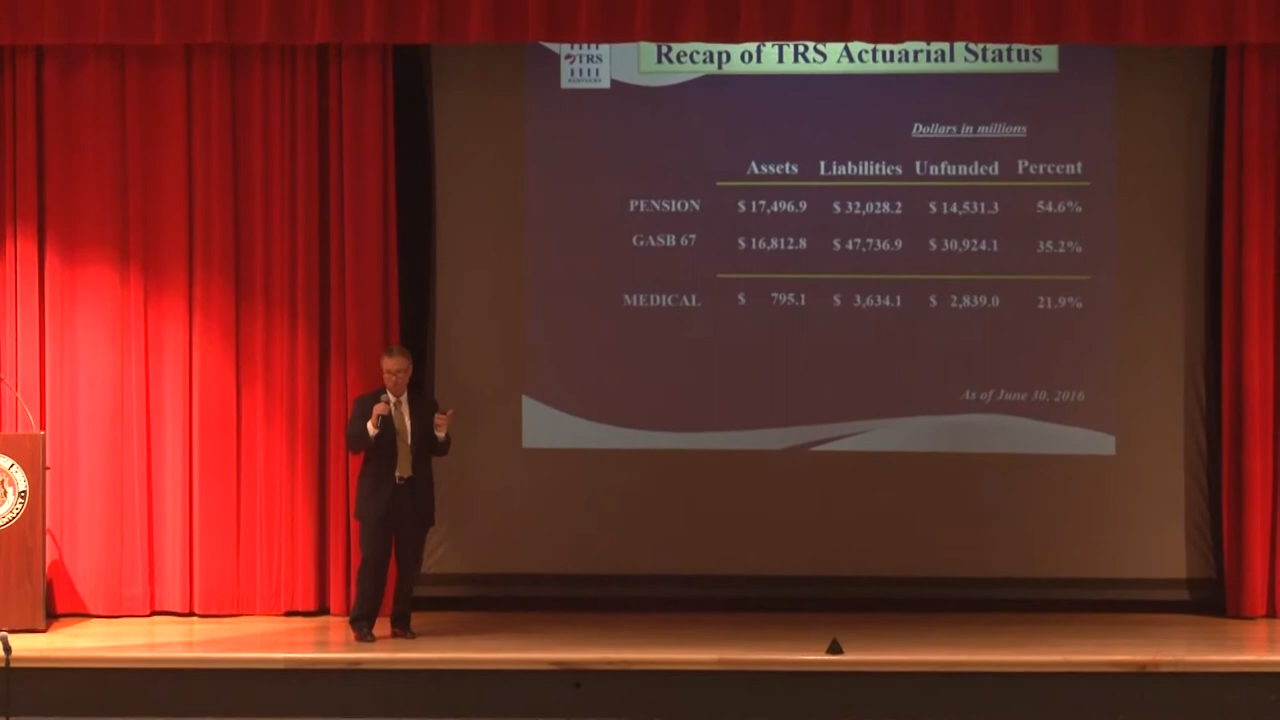 Recap of TRS Actuarial Status
TRS
KENTUCKY
Dollars in millions
Assets Liabilities Unfunded Percent
PENSION $ 17,496.9 $ 32,028.2 $ 14,531.3 54.6%
GASB 67 $ 16,812.8 $ 47,736.9 $ 30,924.1 35.2%
MEDICAL $ 795.1 $ 3,634.1 $ 2,839.0 21.9%
As of June 30, 2016
KENTUCKY